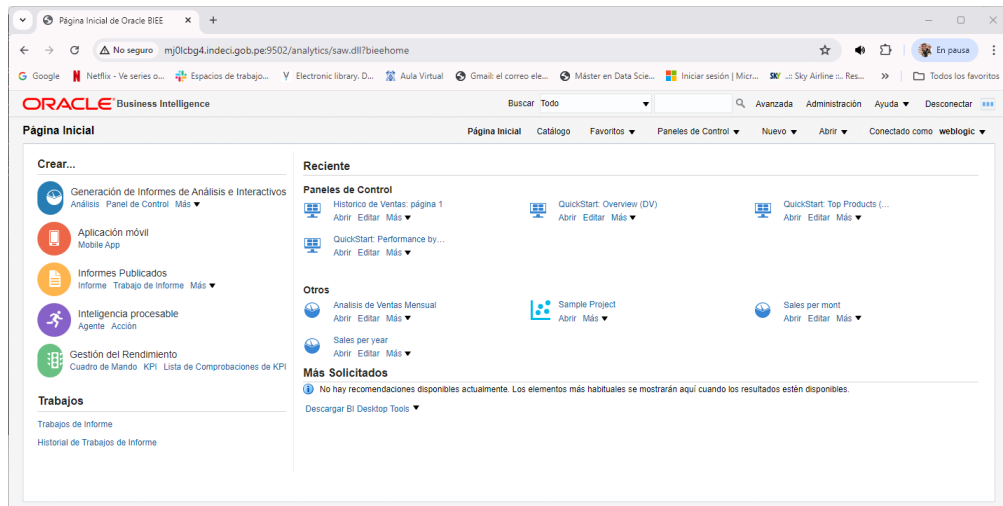 Página Inicial de Oracle BIEE
No seguro mj0lcbg4.indeci.gob.pe:9502/analytics/saw.dll?bieehome
En pausa
Google Netflix - Ve series o... Espacios de trabajo... Electronic library. D... Aula Virtual Gmail: el correo ele... Máster en Data Scie... Iniciar sesión | Micr... SKY ..:: Sky Airline ::.. Res... » Todos los favoritos
ORACLE Business Intelligence Buscar Todo Avanzada Administración Ayuda Desconectar
Página Inicial Página Inicial Catálogo Favoritos Paneles de Control Nuevo Abrir Conectado como weblogic
Crear...
Generación de Informes de Análisis e Interactivos
Análisis Panel de Control Más
Aplicación móvil
Mobile App
Informes Publicados
Informe Trabajo de Informe Más
Inteligencia procesable
Agente Acción
Gestión del Rendimiento
Cuadro de Mando KPI Lista de Comprobaciones de KPI
Trabajos
Trabajos de Informe
Historial de Trabajos de Informe
Reciente
Paneles de Control
Historico de Ventas: página 1 QuickStart: Overview (DV) QuickStart: Top Products (...
Abrir Editar Más Abrir Editar Más Abrir Editar Más
QuickStart: Performance by...
Abrir Editar Más
Otros
Analisis de Ventas Mensual Sample Project Sales per mont
Abrir Editar Más Abrir Más Abrir Editar Más
Sales per year
Abrir Editar Más
Más Solicitados
No hay recomendaciones disponibles actualmente. Los elementos más habituales se mostrarán aquí cuando los resultados estén disponibles.
Descargar BI Desktop Tools